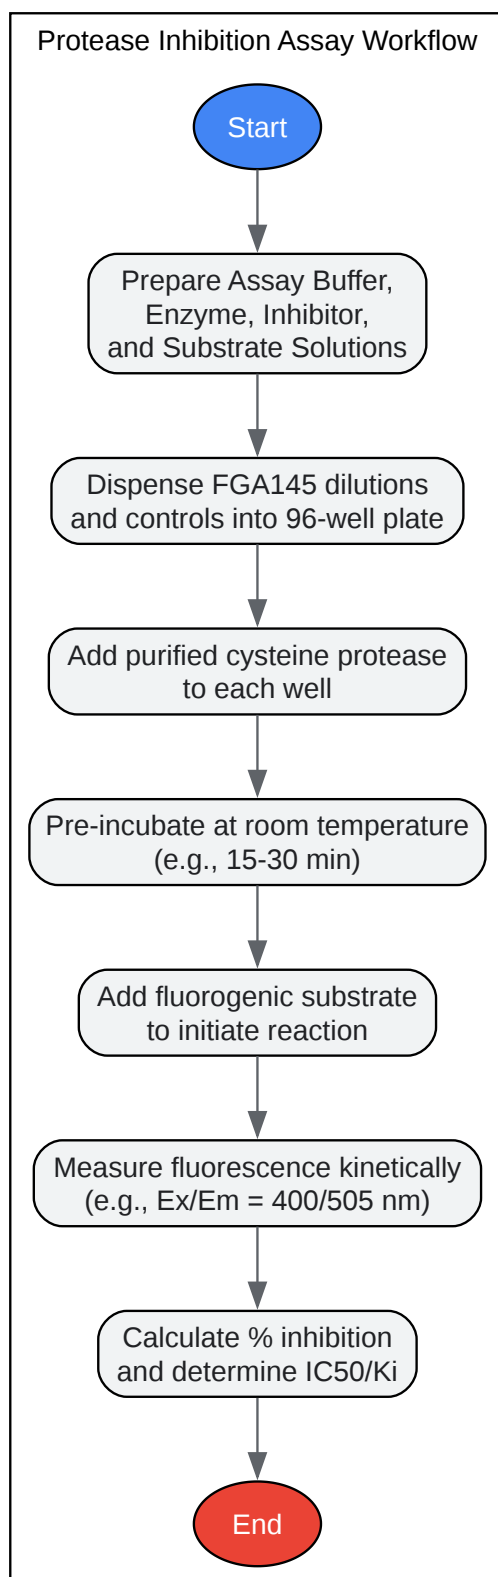 Protease Inhibition Assay Workflow
Start
Prepare Assay Buffer,
Enzyme, Inhibitor,
and Substrate Solutions
Dispense FGA145 dilutions
and controls into 96-well plate
Add purified cysteine protease
to each well
Pre-incubate at room temperature
(e.g., 15-30 min)
Add fluorogenic substrate
to initiate reaction
Measure fluorescence kinetically
(e.g., Ex/Em = 400/505 nm)
Calculate % inhibition
and determine IC50/Ki
End